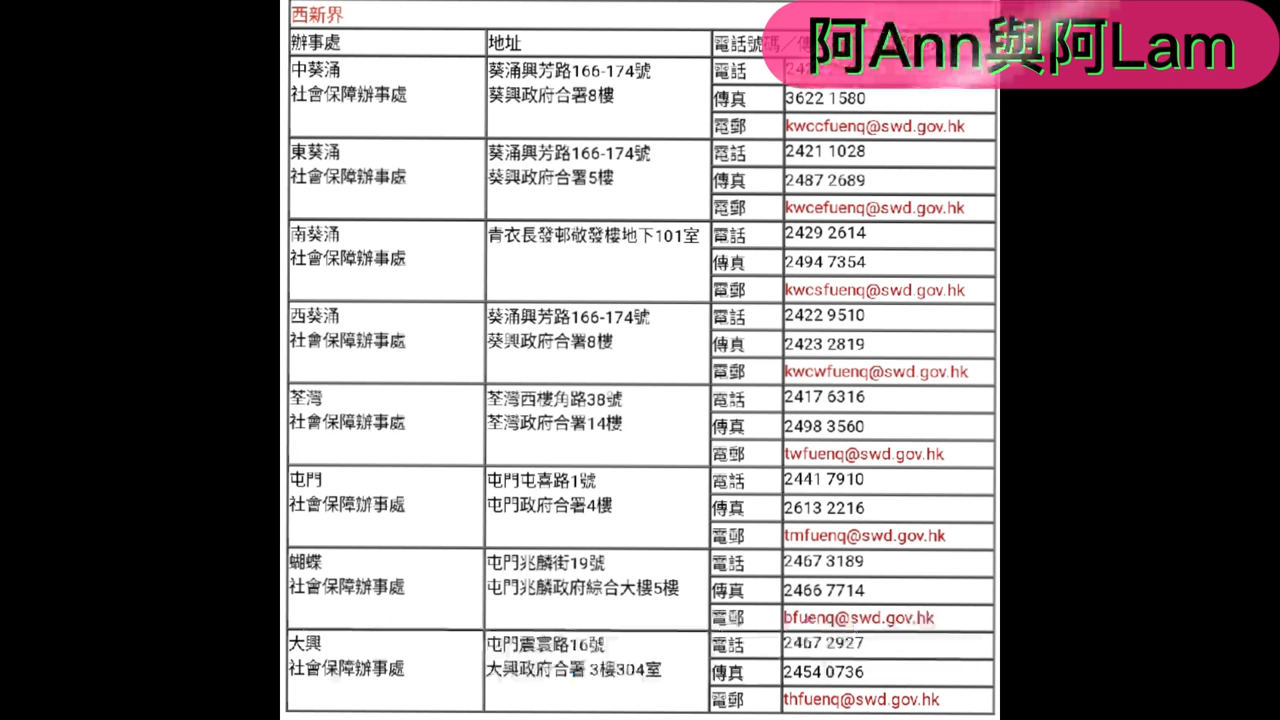 西新界
阿Ann與阿Lam
辦事處 地址 電話號碼／傳
中葵涌 葵涌興芳路166-174號 電話
社會保障辦事處 葵興政府合署8樓 傳真 3622 1580
電郵 kwccfuenq@swd.gov.hk
東葵涌 葵涌興芳路166-174號 電話 2421 1028
社會保障辦事處 葵興政府合署5樓 傳真 2487 2689
電郵 kwcefuenq@swd.gov.hk
南葵涌 青衣長發邨敬發樓地下101室 電話 2429 2614
社會保障辦事處 傳真 2494 7354
電郵 kwcsfuenq@swd.gov.hk
西葵涌 葵涌興芳路166-174號 電話 2422 9510
社會保障辦事處 葵興政府合署8樓 傳真 2423 2819
電郵 kwcwfuenq@swd.gov.hk
荃灣 荃灣西樓角路38號 電話 2417 6316
社會保障辦事處 荃灣政府合署14樓 傳真 2498 3560
電郵 twfuenq@swd.gov.hk
屯門 屯門屯喜路1號 電話 2441 7910
社會保障辦事處 屯門政府合署4樓 傳真 2613 2216
電郵 tmfuenq@swd.gov.hk
蝴蝶 屯門兆麟街19號 電話 2467 3189
社會保障辦事處 屯門兆麟政府綜合大樓5樓 傳真 2466 7714
電郵 bfuenq@swd.gov.hk
大興 屯門震寰路16號 電話 2467 2927
社會保障辦事處 大興政府合署 3樓304室 傳真 2454 0736
電郵 thfuenq@swd.gov.hk